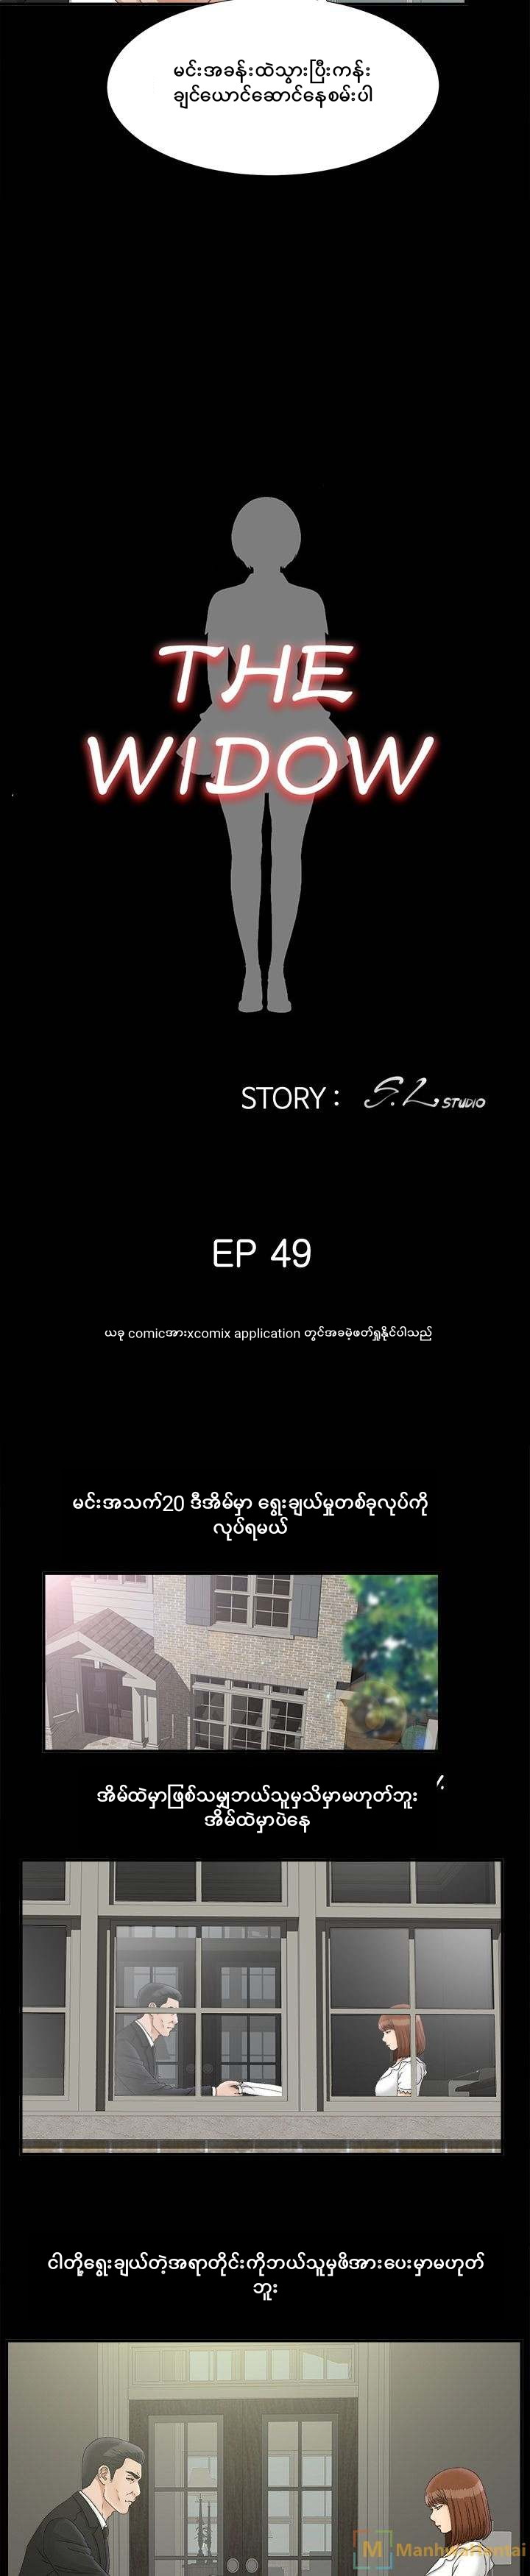 မင်းအခန်းထဲသွားပြီးကန်း
ချင်ယောင်ဆောင်နေစမ်းပါ
THE
WIDOW
STORY : S.L STUDIO
EP 49
ယခု comicအားxcomix application တွင်အခမဲ့ဖတ်ရှုနိုင်ပါသည်
မင်းအသက်20 ဒီအိမ်မှာ ရွေးချယ်မှုတစ်ခုလုပ်ကို
လုပ်ရမယ်
အိမ်ထဲမှာဖြစ်သမျှဘယ်သူမှသိမှာမဟုတ်ဘူး
အိမ်ထဲမှာပဲနေ
ငါတို့ရွေးချယ်တဲ့အရာတိုင်းကိုဘယ်သူမှဖိအားပေးမှာမဟုတ်
ဘူး
M